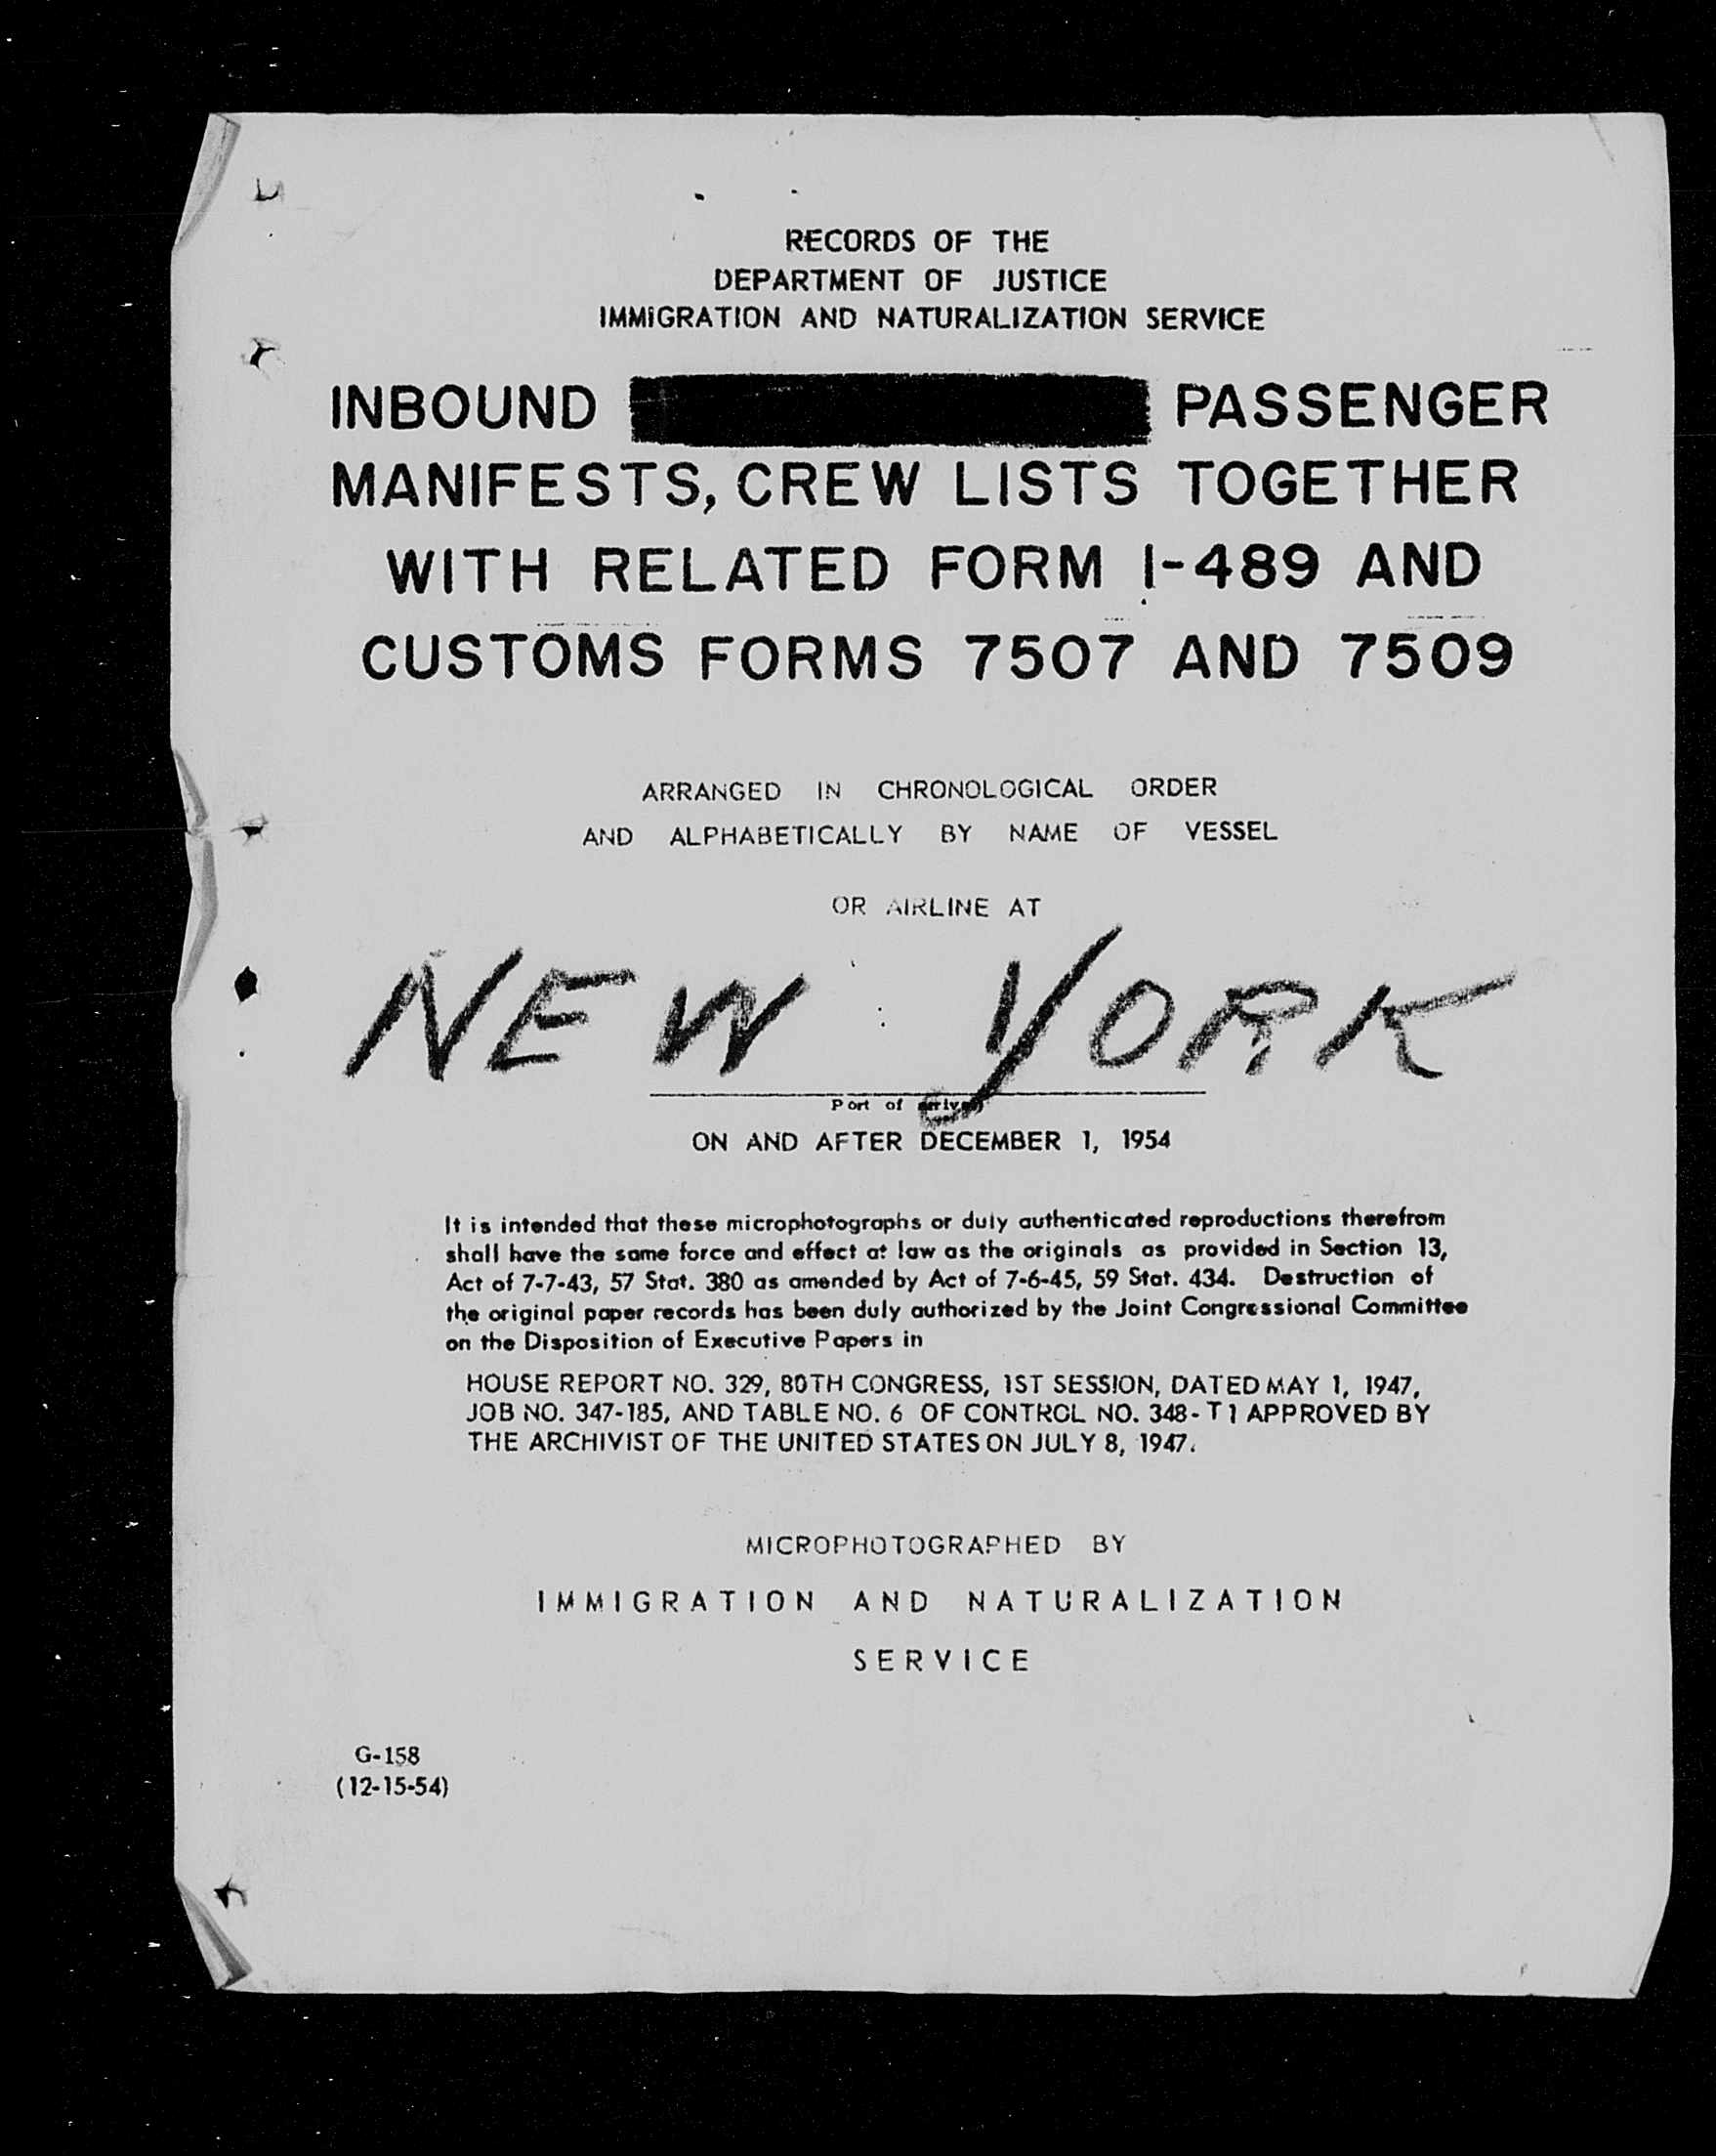 RECORDS OF THE
DEPARTMENT OF JUSTICE
IMMIGRATION AND NATURALIZATION SERVICE
INBOUND PASSENGER
MANIFESTS, CREW LISTS TOGETHER
WITH RELATED FORM I-489 AND
CUSTOMS FORMS 7507 AND 7509
ARRANGED IN CHRONOLOGICAL ORDER
AND ALPHABETICALLY BY NAME OF VESSEL
OR AIRLINE AT
NEW YORK
Port of arrival
ON AND AFTER DECEMBER 1, 1954
It is intended that these microphotographs or duly authenticated reproductions therefrom
shall have the same force and effect at law as the originals as provided in Section 13,
Act of 7-7-43, 57 Stat. 380 as amended by Act of 7-6-45, 59 Stat. 434. Destruction of
the original paper records has been duly authorized by the Joint Congressional Committee
on the Disposition of Executive Papers in
HOUSE REPORT NO. 329, 80TH CONGRESS, 1ST SESSION, DATED MAY 1, 1947,
JOB NO. 347-185, AND TABLE NO. 6 OF CONTROL NO. 348-T1 APPROVED BY
THE ARCHIVIST OF THE UNITED STATES ON JULY 8, 1947.
MICROPHOTOGRAPHED BY
IMMIGRATION AND NATURALIZATION
SERVICE
G-158
(12-15-54)